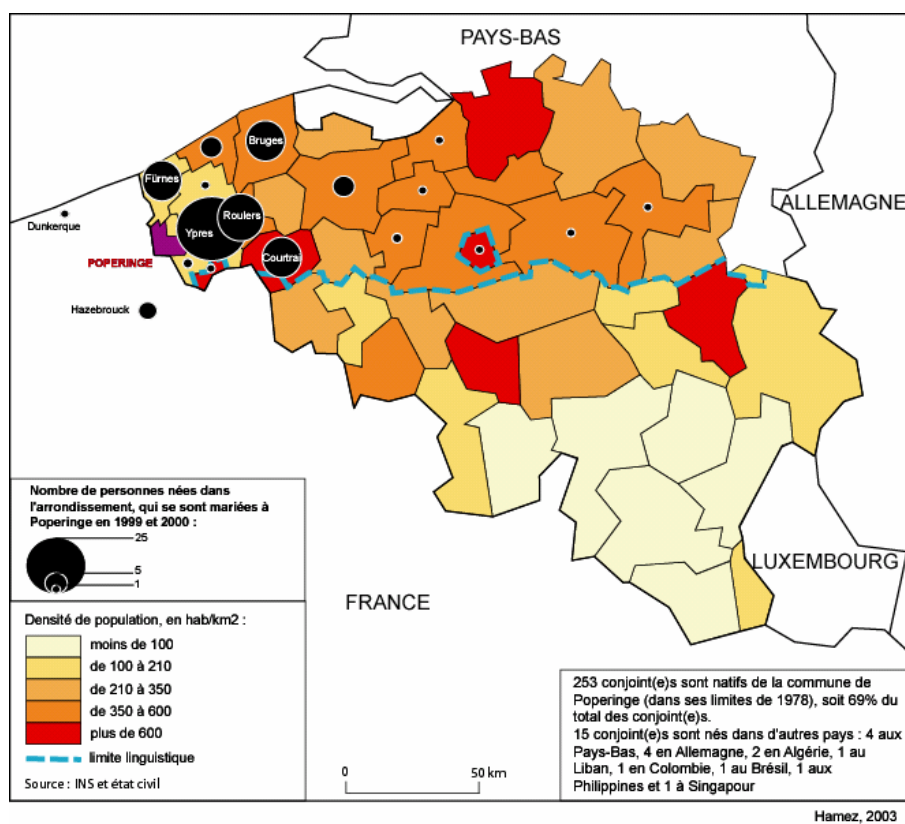 PAYS-BAS
Bruges
Fûrnes
ALLEMAGNE
Roulers
Dunkerque
Ypres
POPERINGE
Courtrai
Hazebrouck
Nombre de personnes nées dans
l'arrondissement, qui se sont mariées à
Poperinge en 1999 et 2000 :
25
5
1
LUXEMBOURG
FRANCE
Densité de population, en hab/km2 :
moins de 100
de 100 à 210
de 210 à 350
de 350 à 600
plus de 600
limite linguistique
Source : INS et état civil
0
50 km
253 conjoint(e)s sont natifs de la commune de
Poperinge (dans ses limites de 1978), soit 69% du
total des conjoint(e)s.
15 conjoint(e)s sont nés dans d'autres pays : 4 aux
Pays-Bas, 4 en Allemagne, 2 en Algérie, 1 au
Liban, 1 en Colombie, 1 au Brésil, 1 aux
Philippines et 1 à Singapour
Hamez, 2003